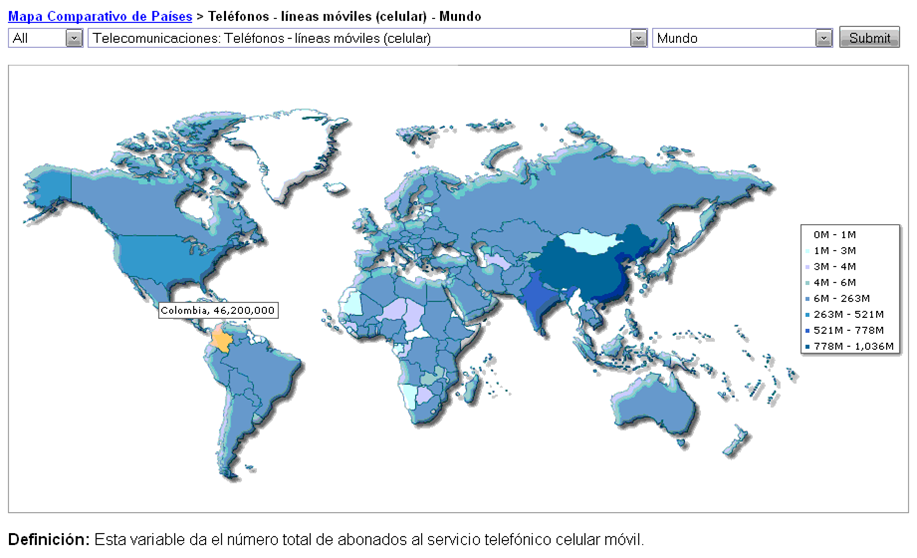 Mapa Comparativo de Países > Teléfonos - líneas móviles (celular) - Mundo
All Telecomunicaciones: Teléfonos - líneas móviles (celular) Mundo Submit
Colombia, 46,200,000
0M - 1M
1M - 3M
3M - 4M
4M - 6M
6M - 263M
263M - 521M
521M - 778M
778M - 1,036M
Definición: Esta variable da el número total de abonados al servicio telefónico celular móvil.